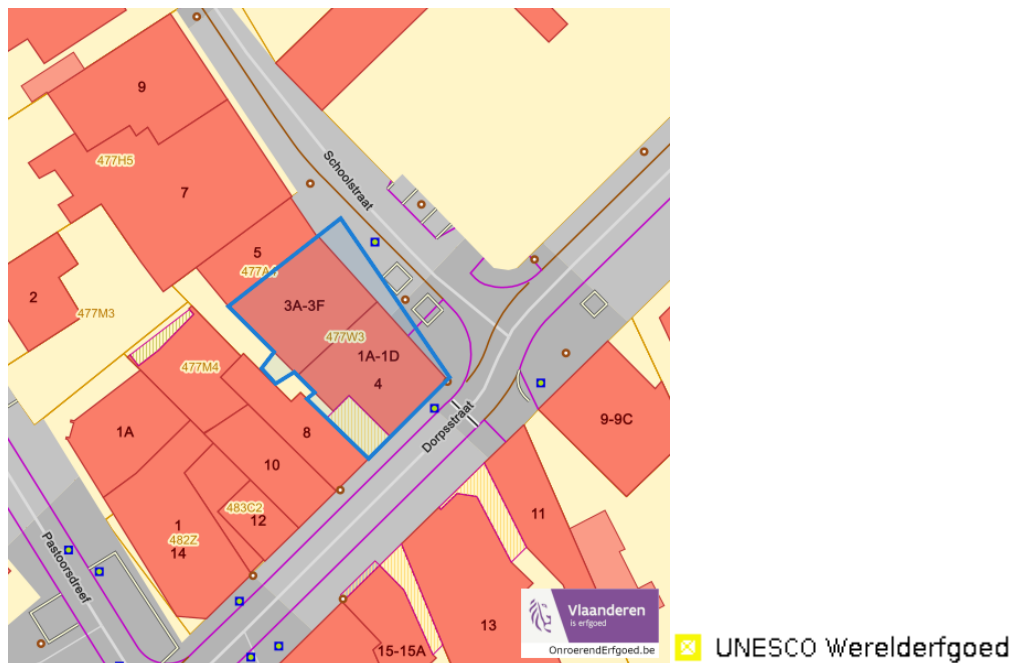 9
477H5
7
Schoolstraat
5
2
477M3
3A-3F
477W3
1A-1D
4
477M4
1A
8
10
9-9C
Dorpsstraat
483C2
12
1
482Z
14
11
Pastoorsdreef
13
15-15A
Vlaanderen
is erfgoed
OnroerendErfgoed.be
UNESCO Werelderfgoed